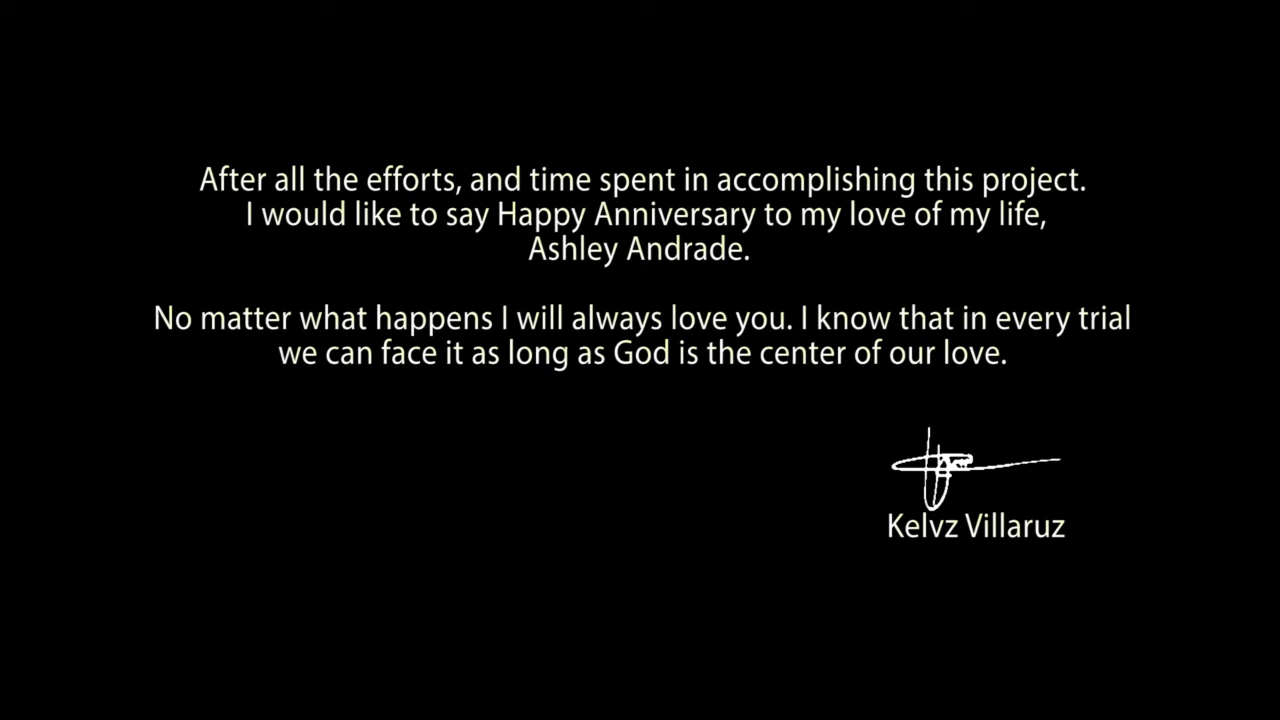 After all the efforts, and time spent in accomplishing this project.
I would like to say Happy Anniversary to my love of my life,
Ashley Andrade.
No matter what happens I will always love you. I know that in every trial
we can face it as long as God is the center of our love.
Kelvz Villaruz